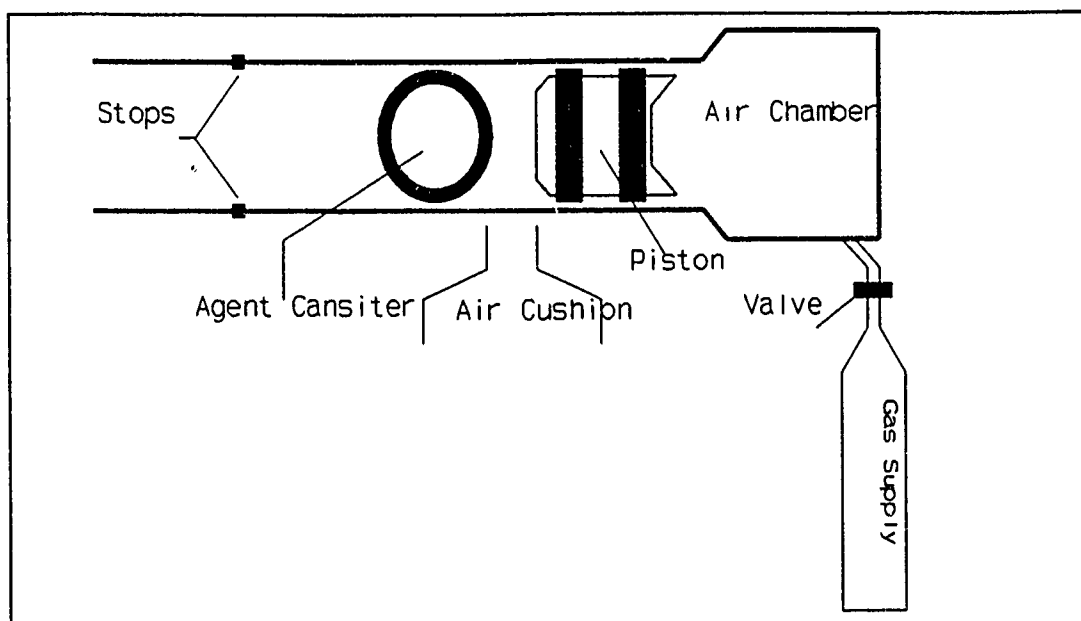 Stops
Air Chamber
Piston
Agent Cansiter
Air Cushion
Valve
Gas Supply